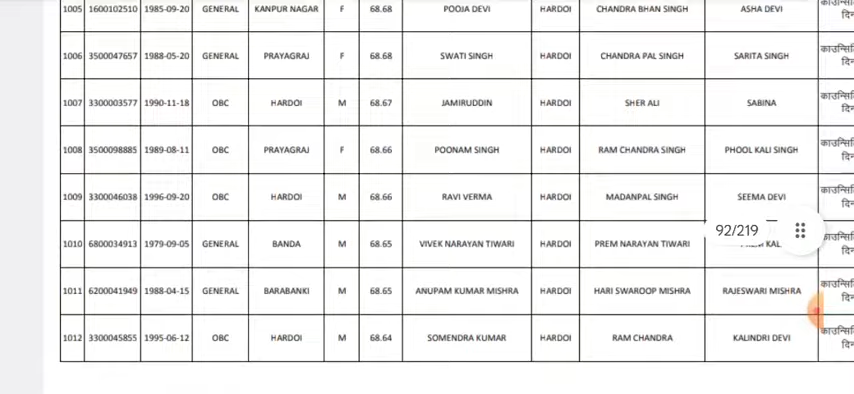 1005 1600102510 1985-09-20 GENERAL KANPUR NAGAR F 68.68 POOJA DEVI HARDOI CHANDRA BHAN SINGH ASHA DEVI
1006 3500047657 1988-05-20 GENERAL PRAYAGRAJ F 68.68 SWATI SINGH HARDOI CHANDRA PAL SINGH SARITA SINGH
1007 3300003577 1990-11-18 OBC HARDOI M 68.67 JAMIRUDDIN HARDOI SHER ALI SABINA
1008 3500098885 1989-08-11 OBC PRAYAGRAJ F 68.66 POONAM SINGH HARDOI RAM CHANDRA SINGH PHOOL KALI SINGH
1009 3300046038 1996-09-20 OBC HARDOI M 68.66 RAVI VERMA HARDOI MADANPAL SINGH SEEMA DEVI
92/219
1010 6800034913 1979-09-05 GENERAL BANDA M 68.65 VIVEK NARAYAN TIWARI HARDOI PREM NARAYAN TIWARI
1011 6200041949 1988-04-15 GENERAL BARABANKI M 68.65 ANUPAM KUMAR MISHRA HARDOI HARI SWAROOP MISHRA RAJESWARI MISHRA
1012 3300045855 1995-06-12 OBC HARDOI M 68.64 SOMENDRA KUMAR HARDOI RAM CHANDRA KALINDRI DEVI